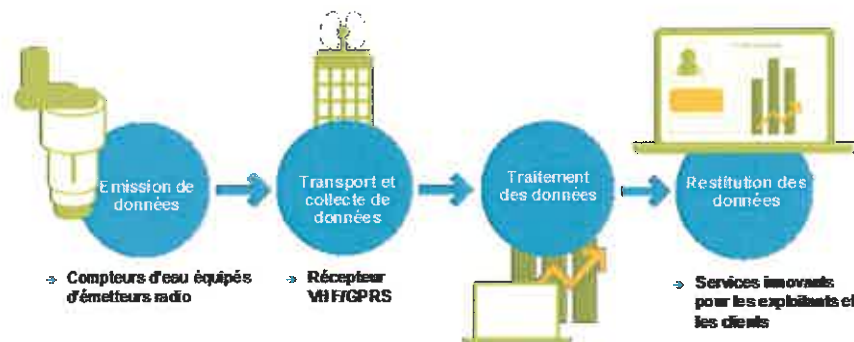 Emission de
données
Transport et
collecte de
données
Traitement
des données
Restitution des
données
Compteurs d'eau équipés
d'émetteurs radio
Récepteur
VHF/GPRS
Services innovants
pour les exploitants et
les clients